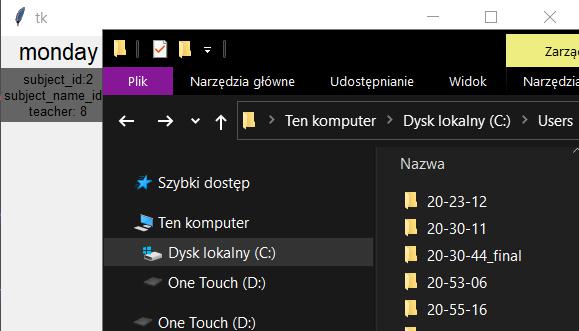 tk
monday
subject_id:2
subject_name_id
teacher: 8
Plik Narzędzia główne Udostępnianie Widok Narzędzia
Ten komputer Dysk lokalny (C:) Users
Nazwa
Szybki dostęp
Ten komputer
Dysk lokalny (C:)
One Touch (D:)
One Touch (D:)
20-23-12
20-30-11
20-30-44_final
20-53-06
20-55-16